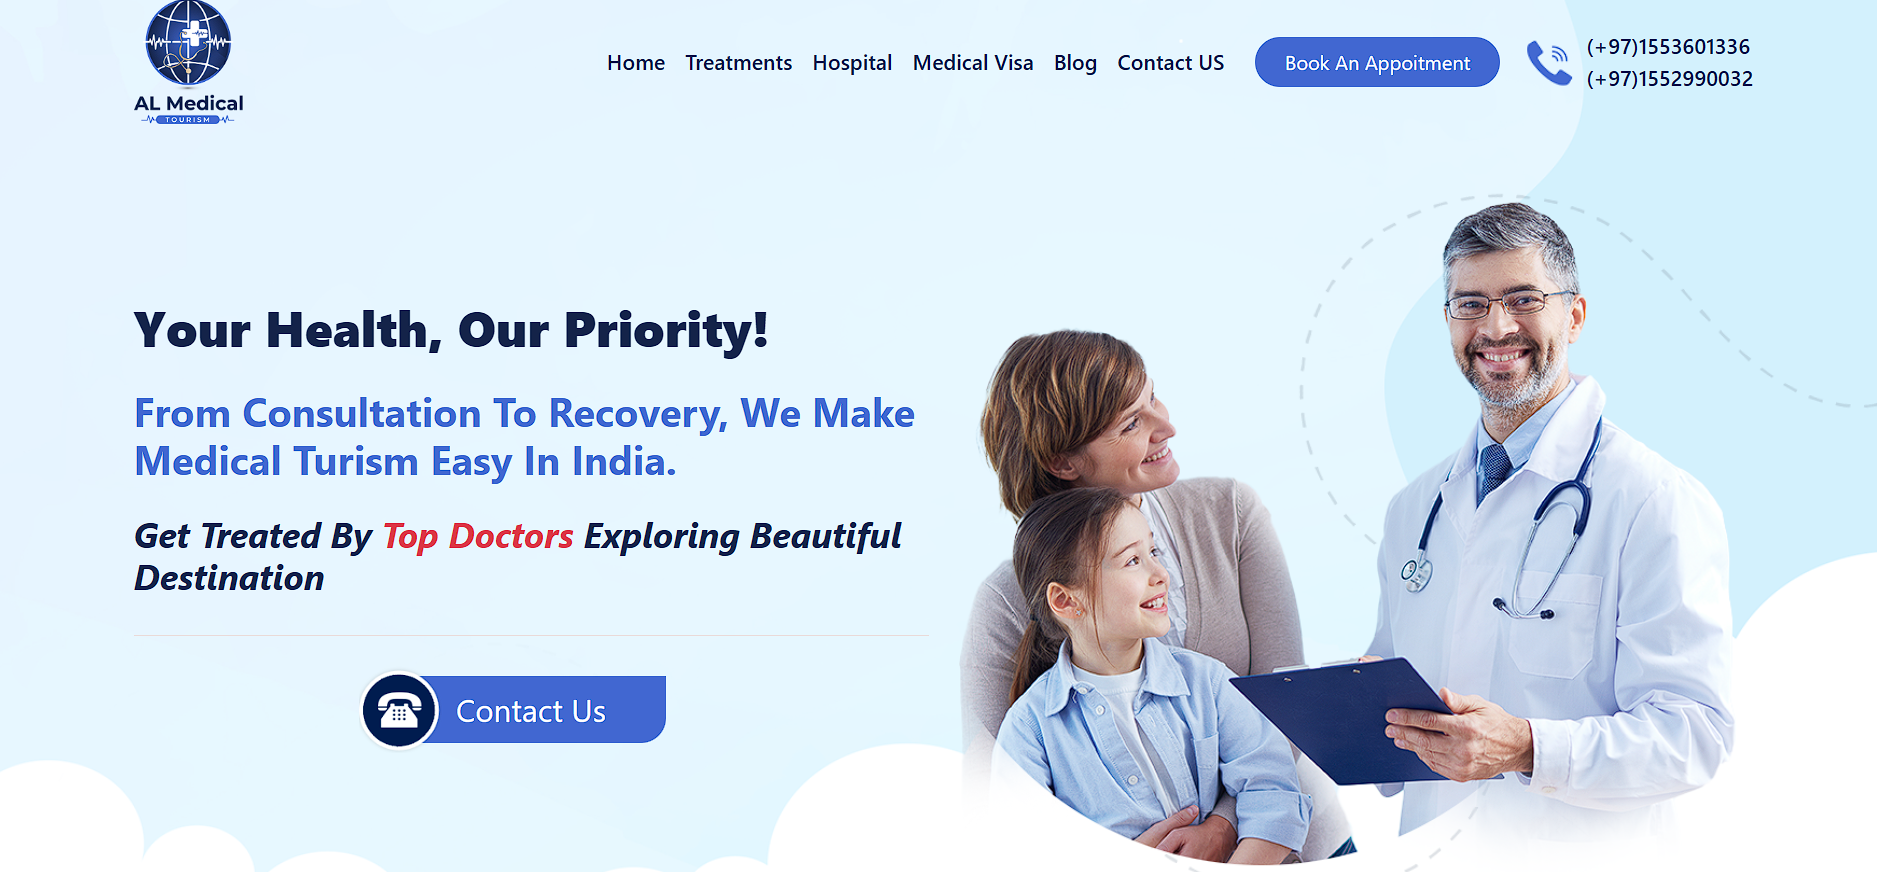 AL Medical
TOURISM
Home Treatments Hospital Medical Visa Blog Contact US
Book An Appoitment
(+97)1553601336
(+97)1552990032
Your Health, Our Priority!
From Consultation To Recovery, We Make
Medical Turism Easy In India.
Get Treated By Top Doctors Exploring Beautiful
Destination
Contact Us